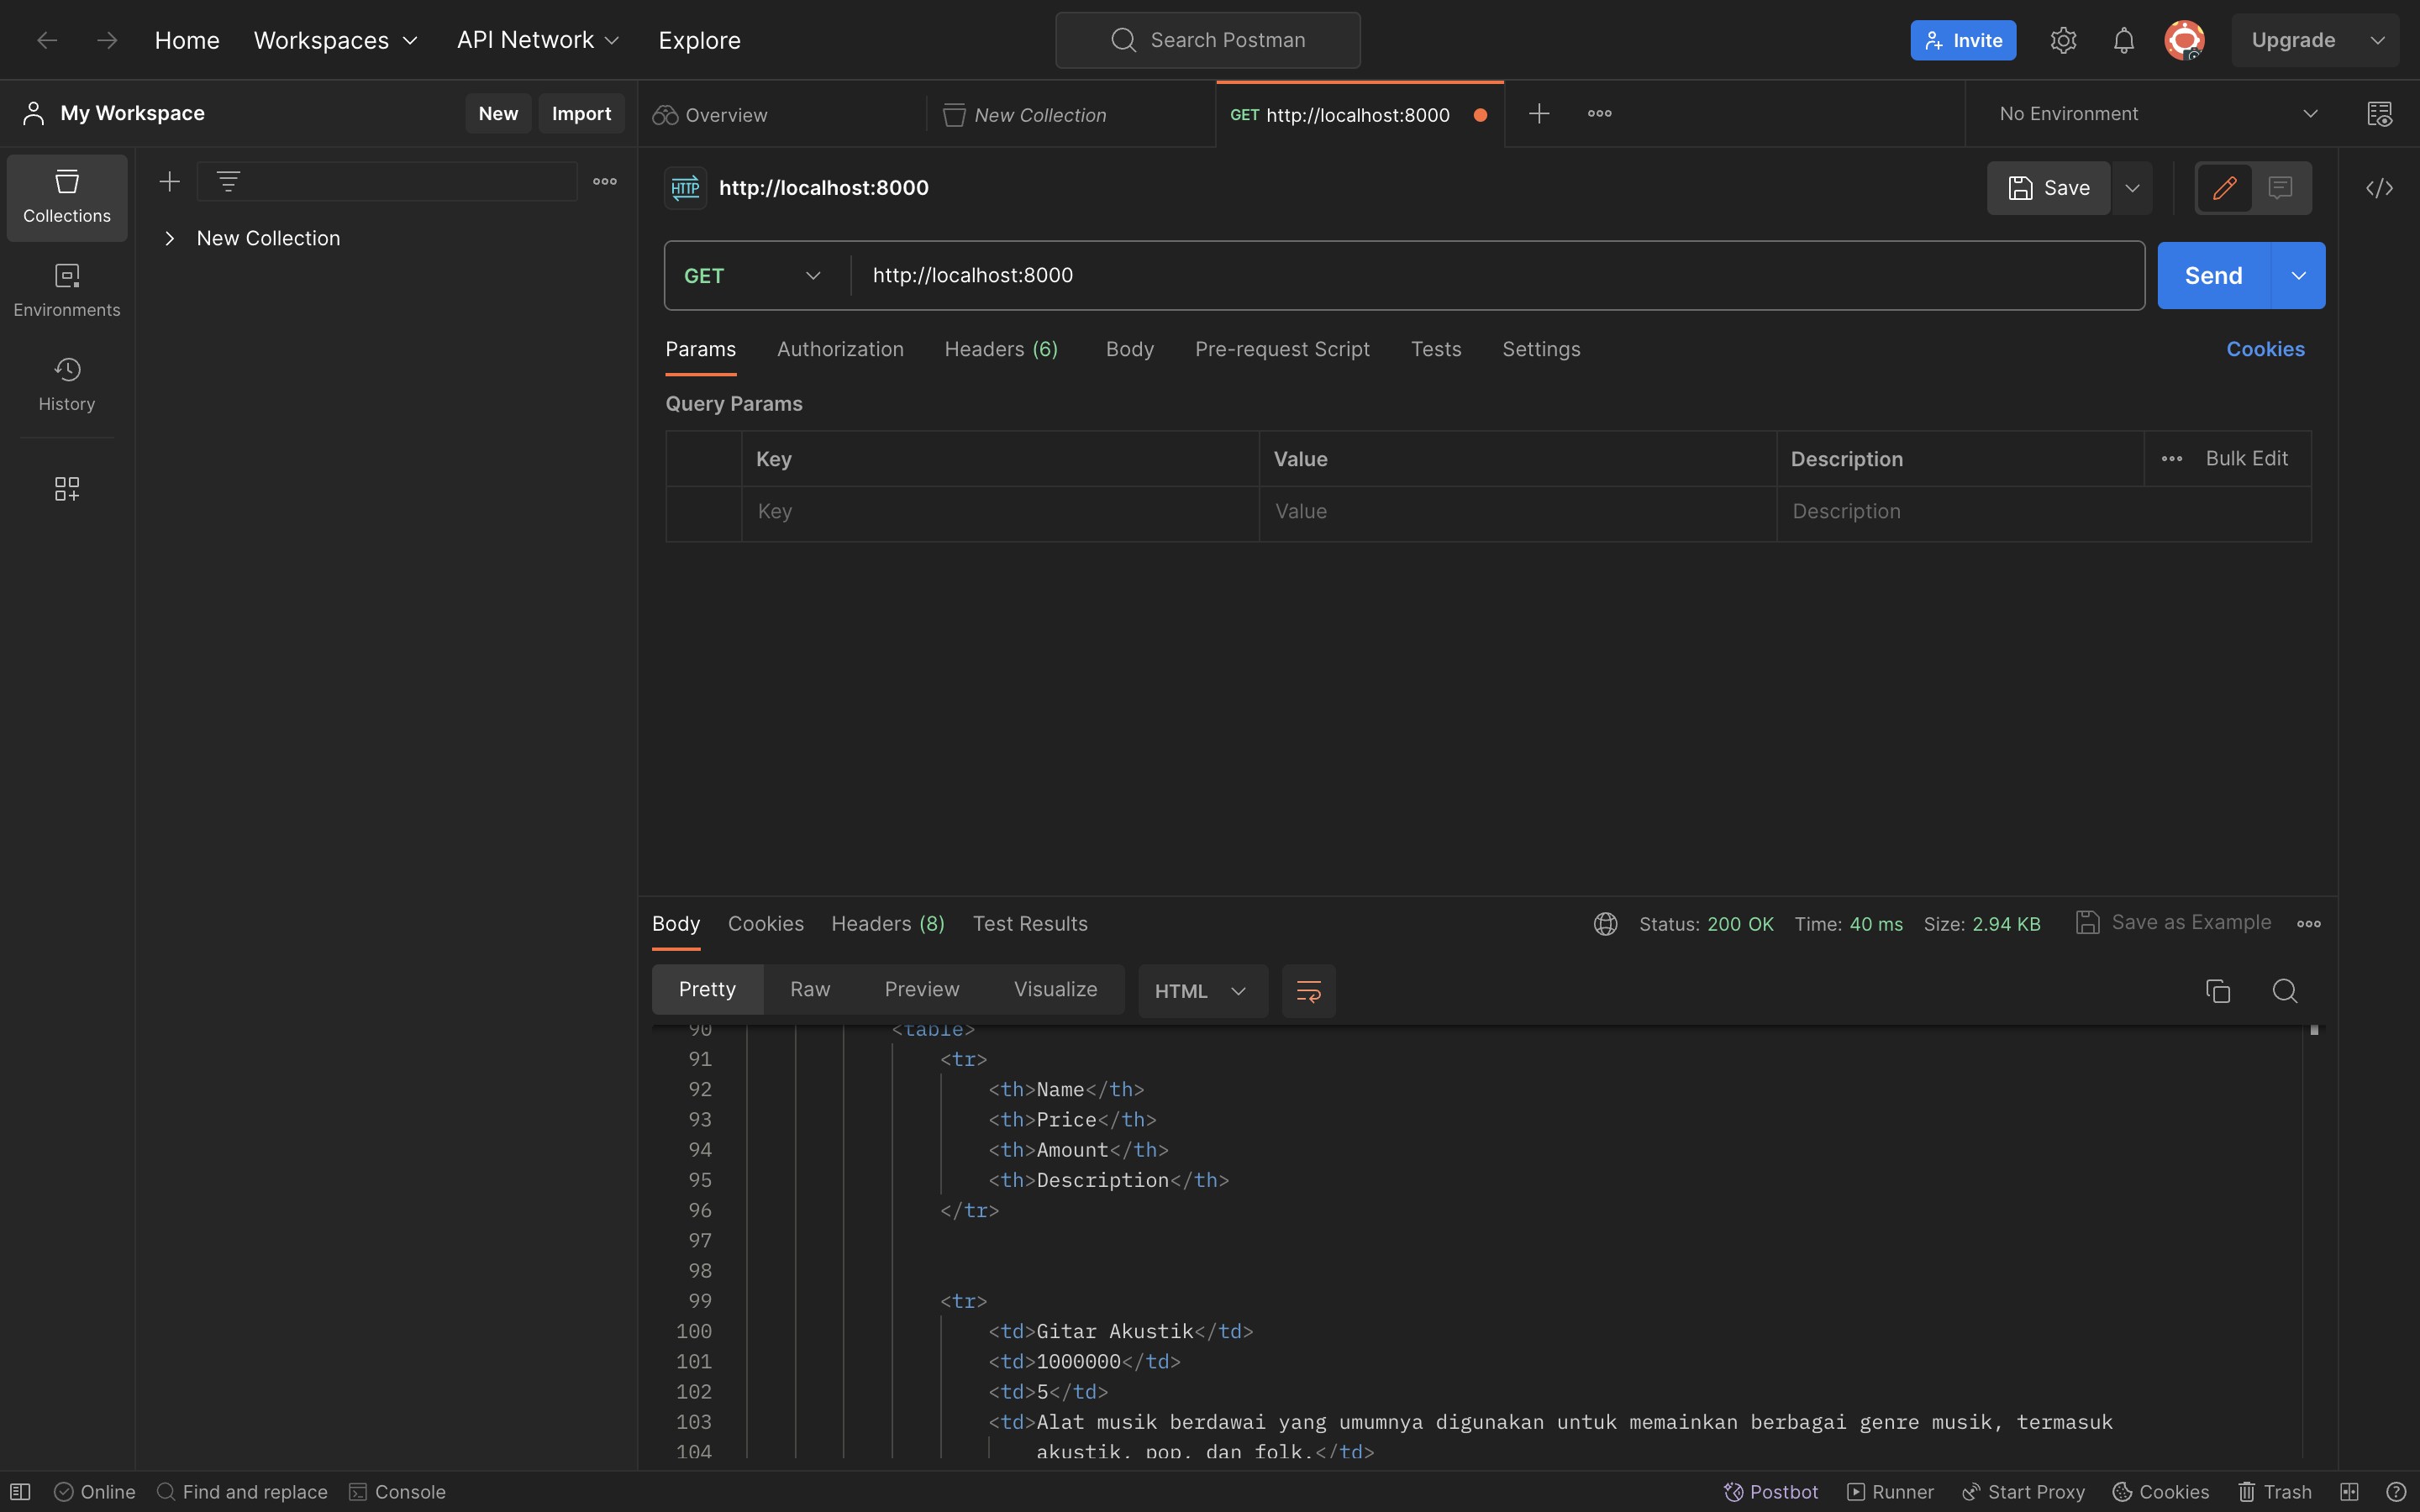 Home Workspaces API Network Explore Search Postman Invite Upgrade
My Workspace New Import Overview New Collection GET http://localhost:8000 No Environment
Collections
Environments
History
New Collection
HTTP http://localhost:8000 Save
GET http://localhost:8000 Send
Params Authorization Headers (6) Body Pre-request Script Tests Settings Cookies
Query Params
Key Value Description Bulk Edit
Key Value Description
Body Cookies Headers (8) Test Results Status: 200 OK Time: 40 ms Size: 2.94 KB Save as Example
Pretty Raw Preview Visualize HTML
90 <table>
91 <tr>
92 <th>Name</th>
93 <th>Price</th>
94 <th>Amount</th>
95 <th>Description</th>
96 </tr>
97
98
99 <tr>
100 <td>Gitar Akustik</td>
101 <td>1000000</td>
102 <td>5</td>
103 <td>Alat musik berdawai yang umumnya digunakan untuk memainkan berbagai genre musik, termasuk
104 akustik, pop, dan folk.</td>
Online Find and replace Console Postbot Runner Start Proxy Cookies Trash